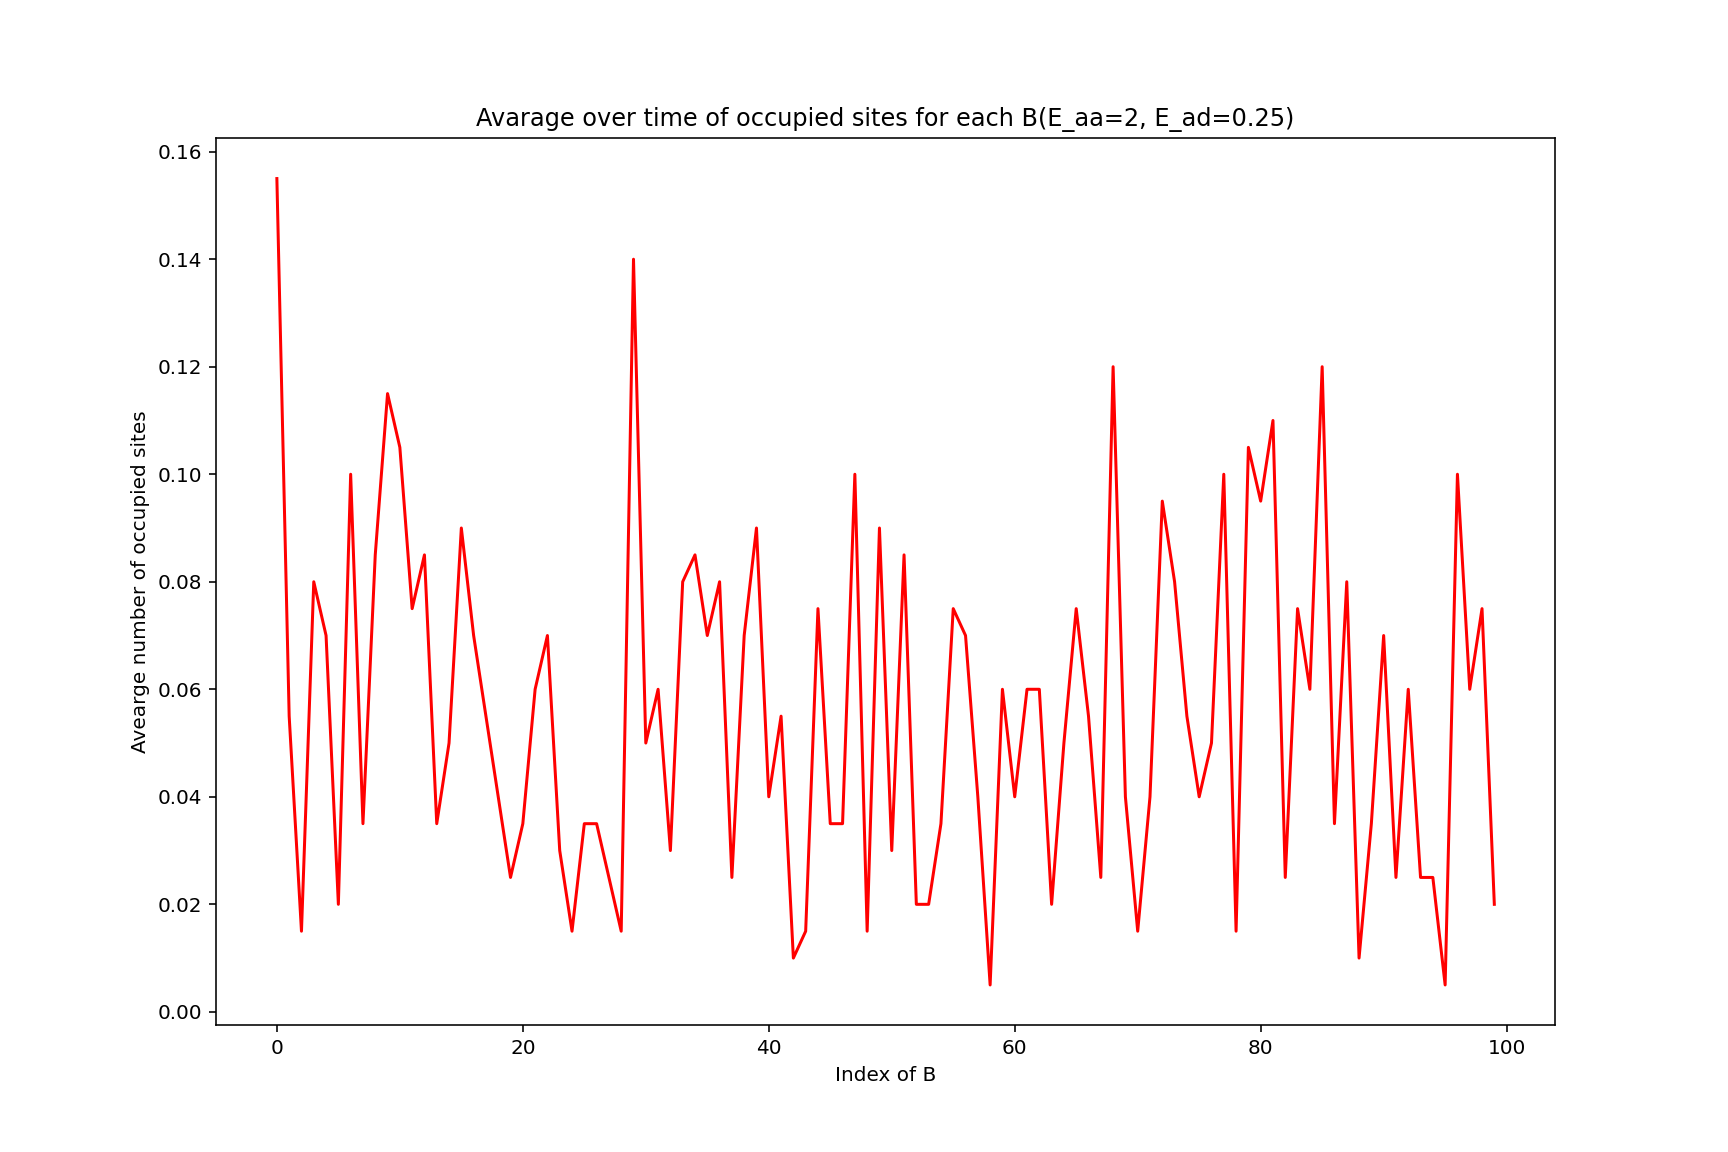 Avarage over time of occupied sites for each B(E_aa=2, E_ad=0.25)
0.16
0.14
0.12
0.10
0.08
0.06
0.04
0.02
0.00
Avearge number of occupied sites
0 20 40 60 80 100
Index of B